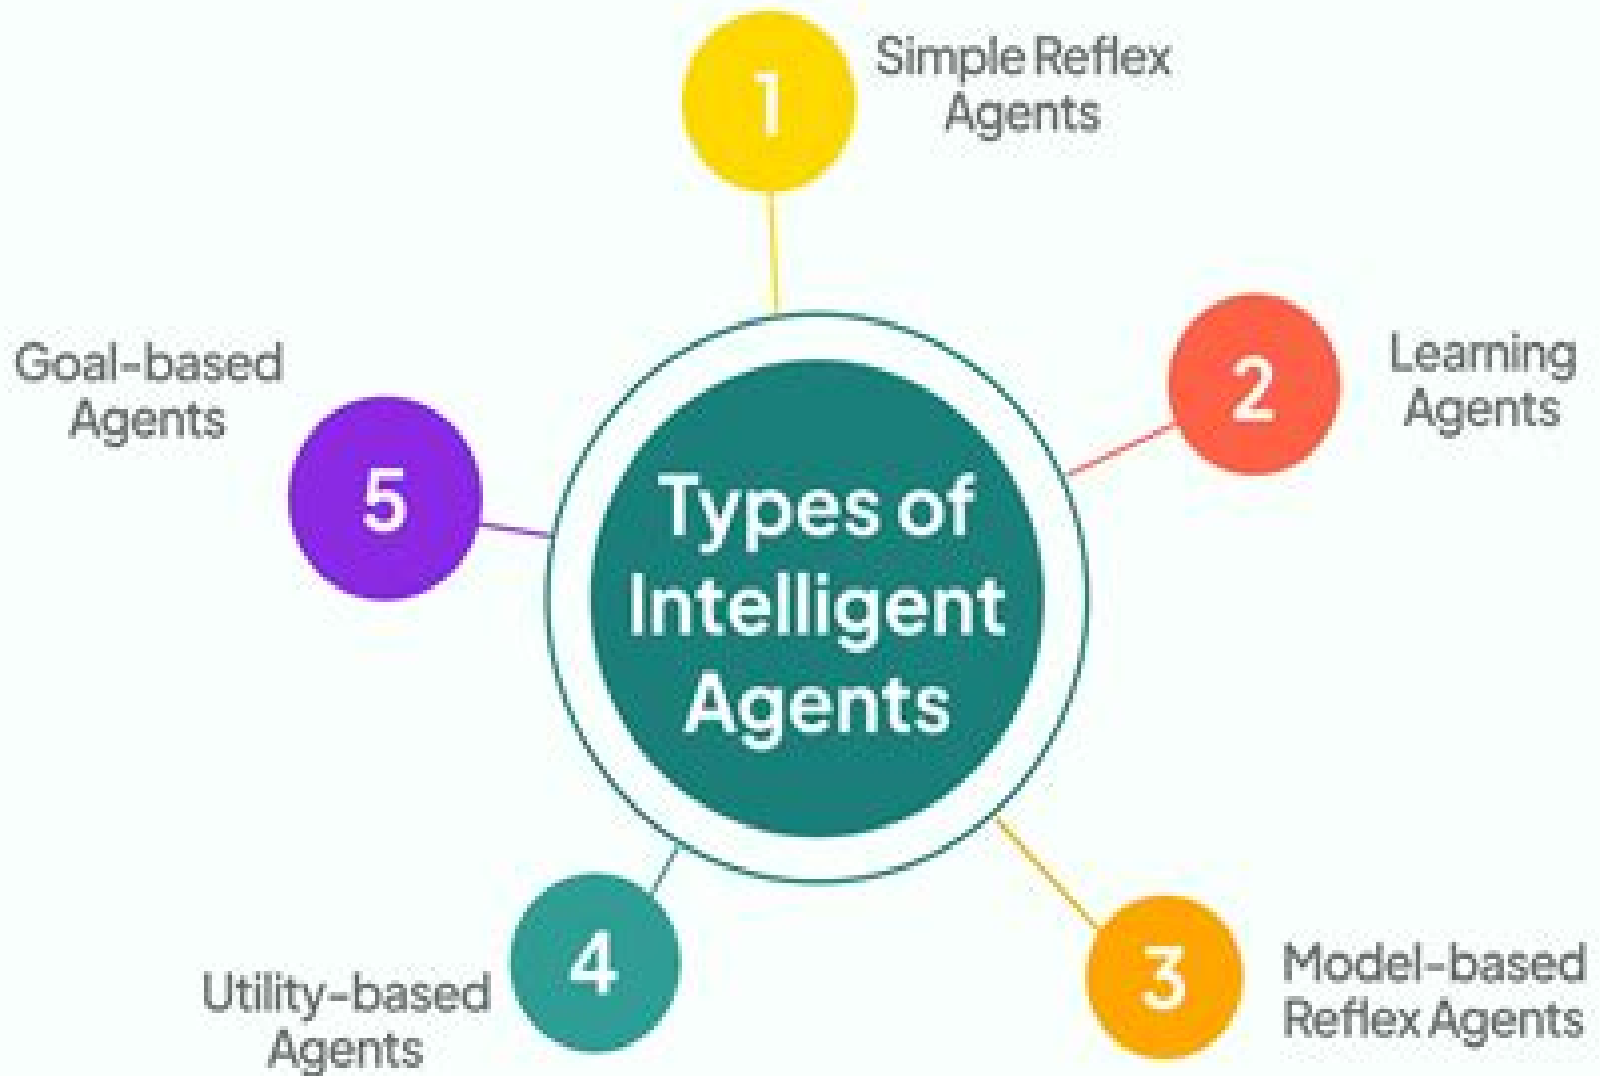 1
Simple Reflex
Agents
2
Learning
Agents
Goal-based
Agents
5
Types of
Intelligent
Agents
4
Utility-based
Agents
3
Model-based
Reflex Agents